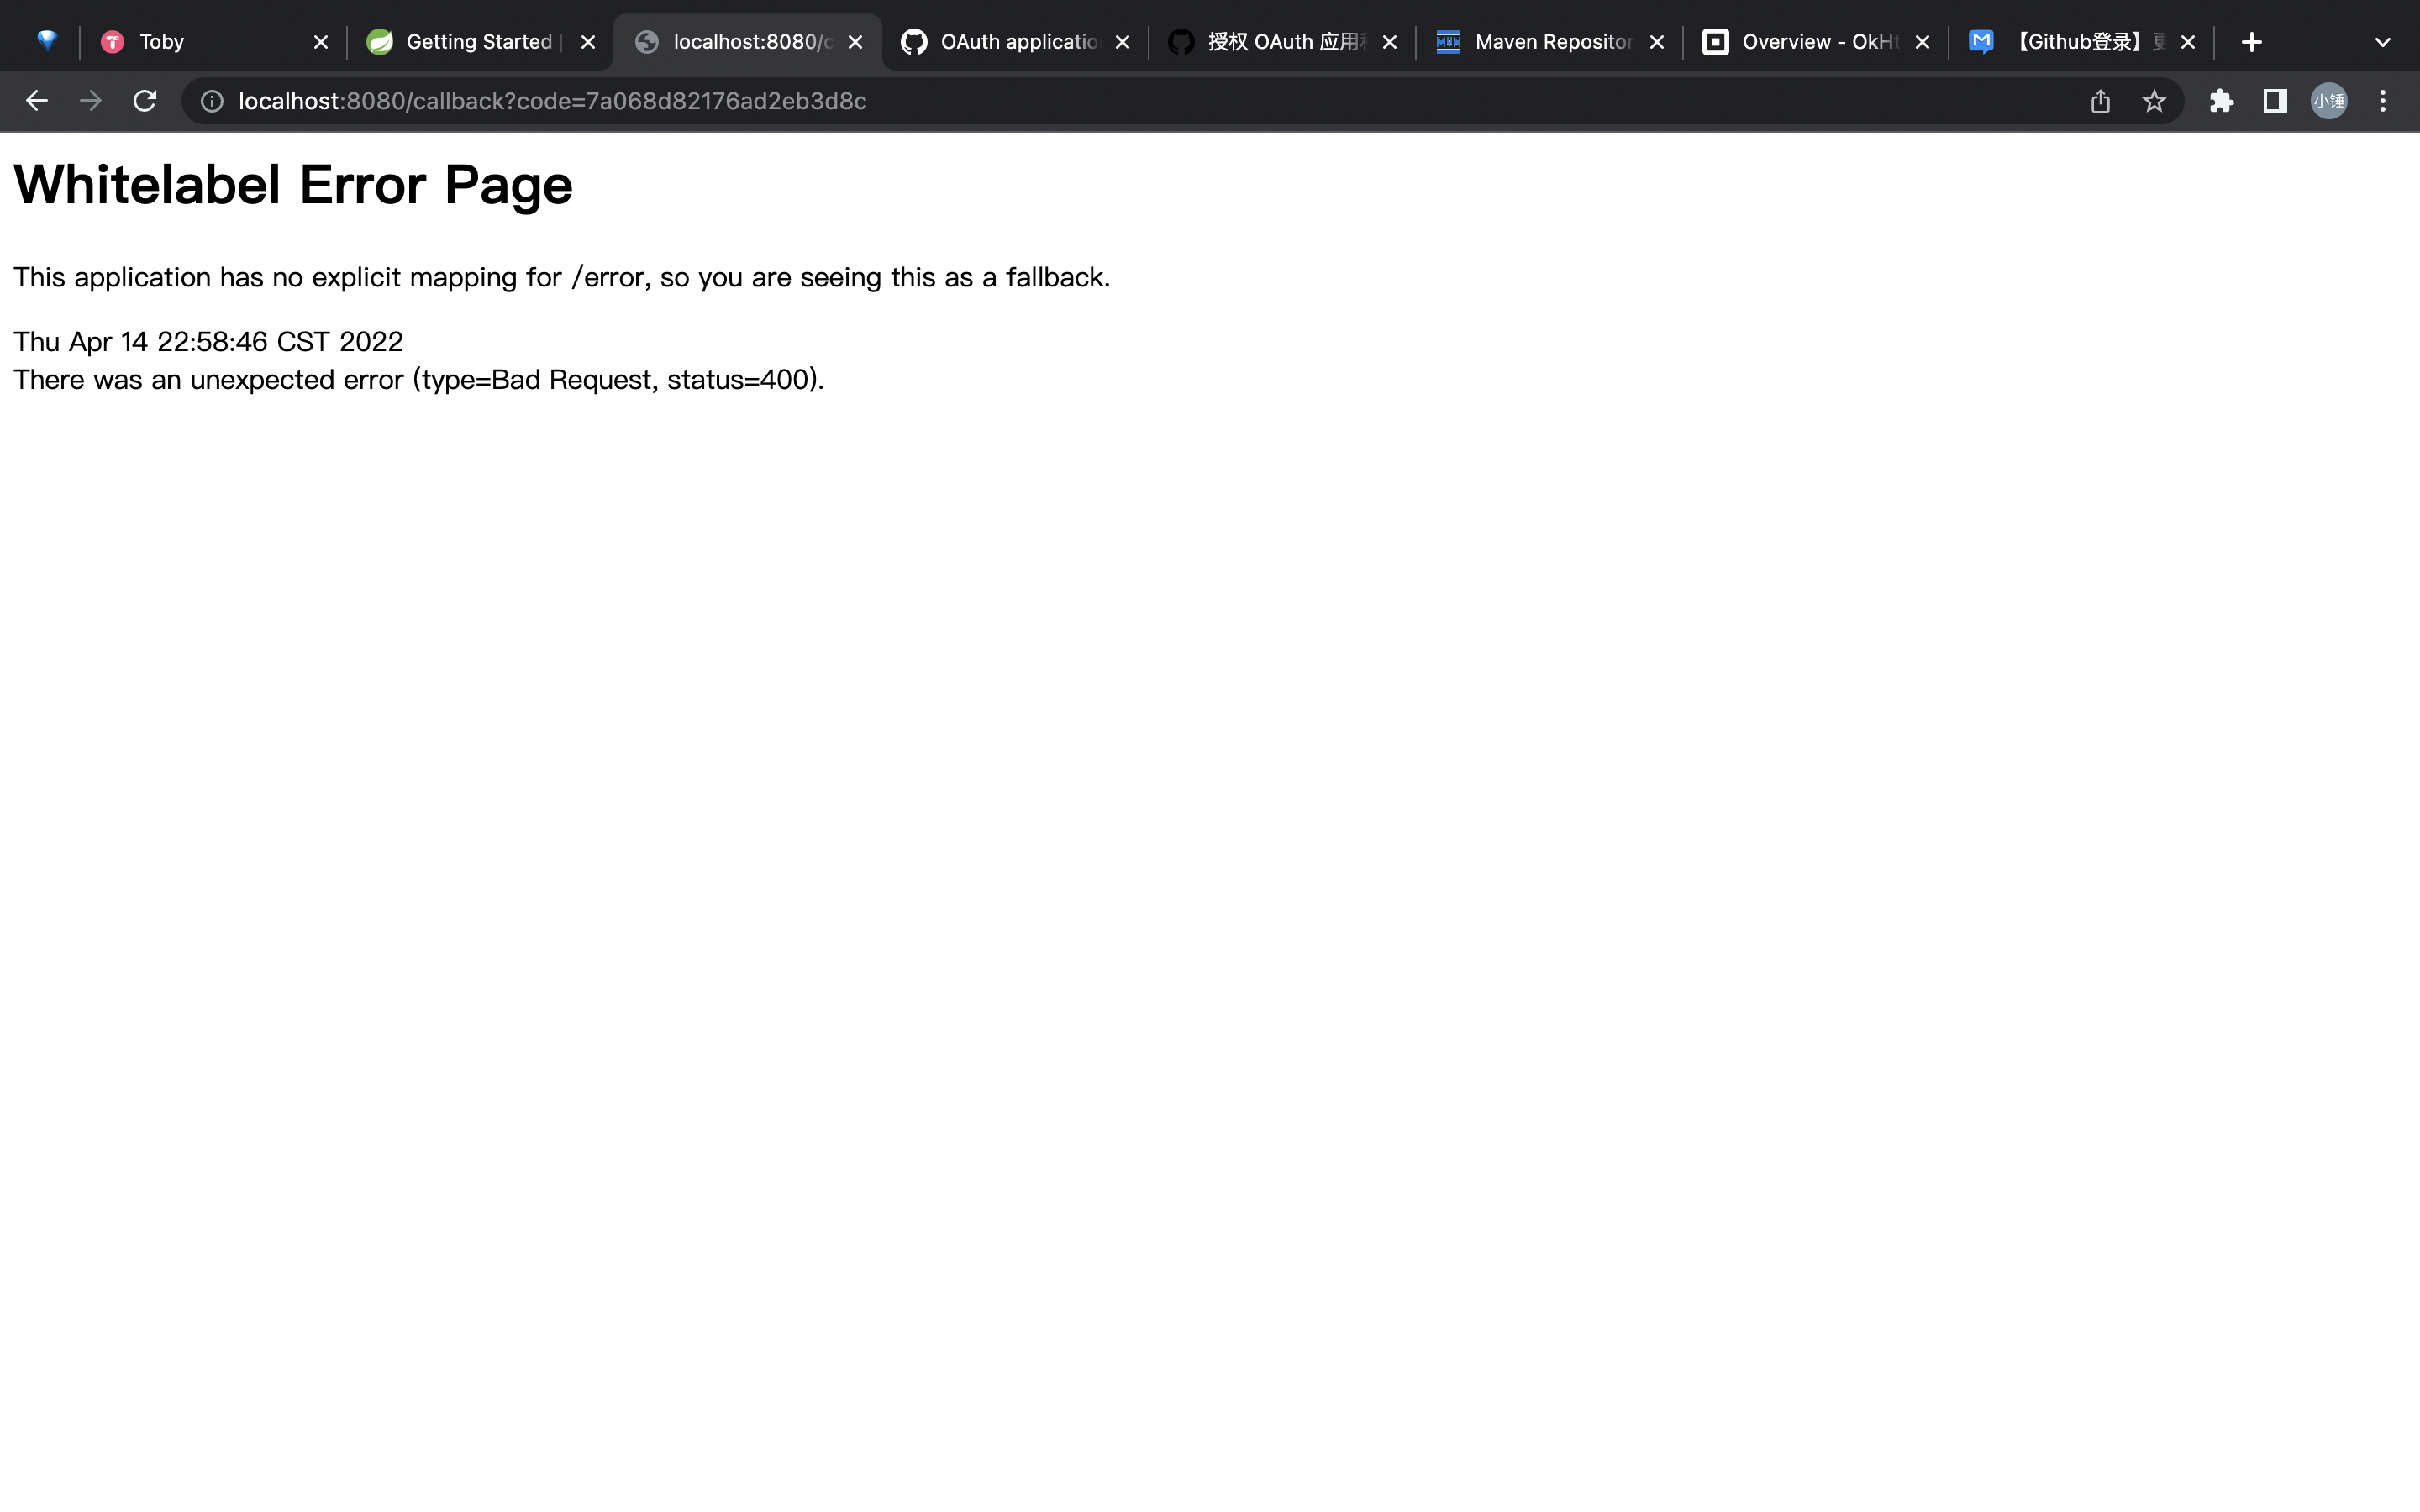 Toby
Getting Started
localhost:8080/c
OAuth applicatio
授权 OAuth 应用
Maven Repositor
Overview - OkHt
【Github登录】
localhost:8080/callback?code=7a068d82176ad2eb3d8c
小锤
Whitelabel Error Page
This application has no explicit mapping for /error, so you are seeing this as a fallback.
Thu Apr 14 22:58:46 CST 2022
There was an unexpected error (type=Bad Request, status=400).